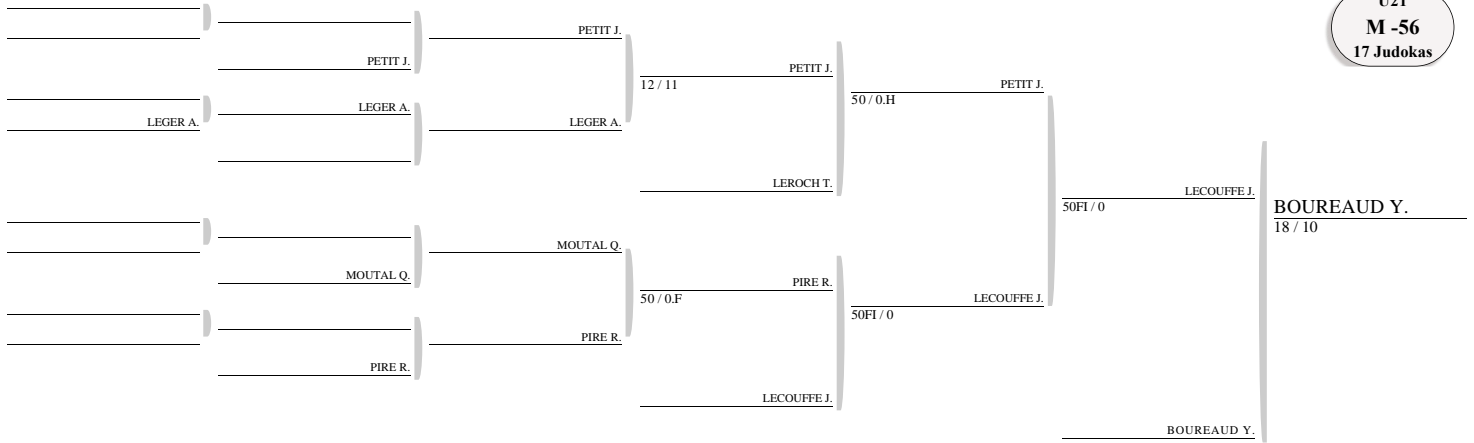 U21
M -56
17 Judokas
PETIT J.
PETIT J.
PETIT J.
12 / 11
PETIT J.
50 / 0.H
LEGER A.
LEGER A.
LEGER A.
LEROCH T.
LECOUFFE J.
50FI / 0
BOUREAUD Y.
18 / 10
MOUTAL Q.
MOUTAL Q.
PIRE R.
50 / 0.F
LECOUFFE J.
50FI / 0
PIRE R.
PIRE R.
LECOUFFE J.
BOUREAUD Y.